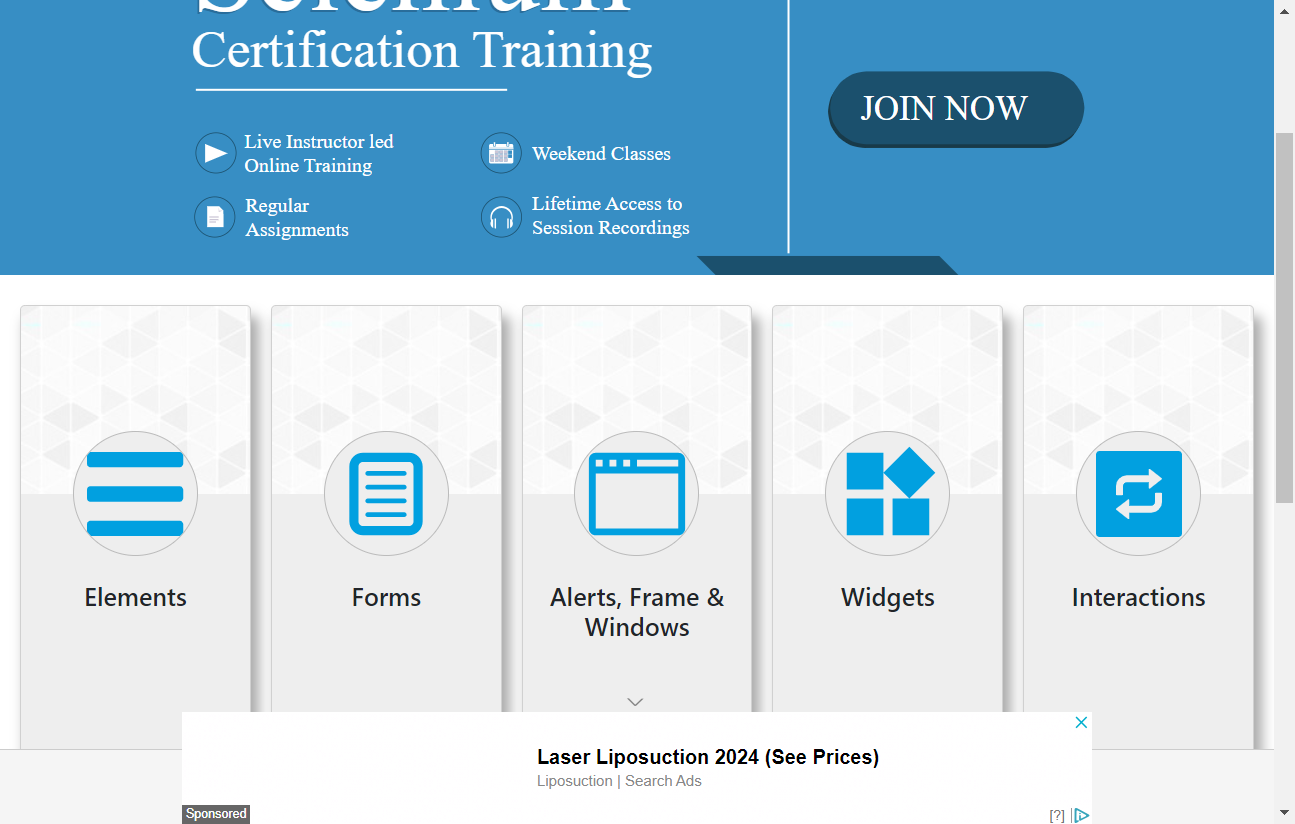 Certification Training
JOIN NOW
Live Instructor led
Online Training
Weekend Classes
Regular
Assignments
Lifetime Access to
Session Recordings
Elements
Forms
Alerts, Frame &
Windows
Widgets
Interactions
Laser Liposuction 2024 (See Prices)
Liposuction | Search Ads
Sponsored
[?]